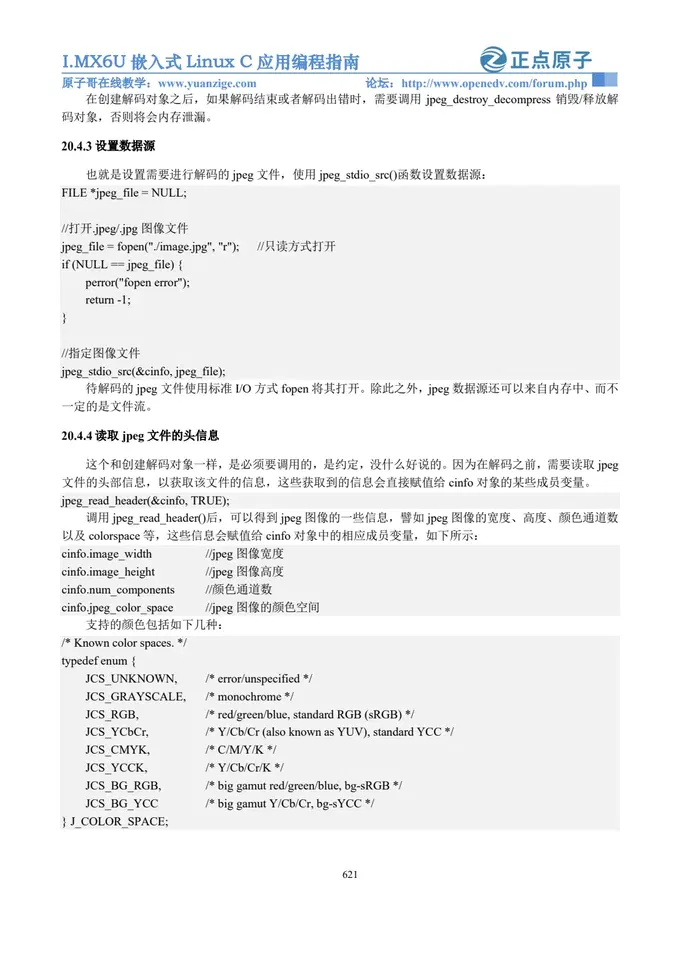 I.MX6U 嵌入式 Linux C 应用编程指南
正点原子
原子哥在线教学：www.yuanzige.com 论坛：http://www.openedv.com/forum.php
在创建解码对象之后，如果解码结束或者解码出错时，需要调用 jpeg_destroy_decompress 销毁/释放解
码对象，否则将会内存泄漏。
20.4.3 设置数据源
也就是设置需要进行解码的 jpeg 文件，使用 jpeg_stdio_src()函数设置数据源：
FILE *jpeg_file = NULL;
//打开.jpeg/.jpg 图像文件
jpeg_file = fopen("./image.jpg", "r"); //只读方式打开
if (NULL == jpeg_file) {
perror("fopen error");
return -1;
}
//指定图像文件
jpeg_stdio_src(&cinfo, jpeg_file);
待解码的 jpeg 文件使用标准 I/O 方式 fopen 将其打开。除此之外，jpeg 数据源还可以来自内存中、而不
一定的是文件流。
20.4.4 读取 jpeg 文件的头信息
这个和创建解码对象一样，是必须要调用的，是约定，没什么好说的。因为在解码之前，需要读取 jpeg
文件的头部信息，以获取该文件的信息，这些获取到的信息会直接赋值给 cinfo 对象的某些成员变量。
jpeg_read_header(&cinfo, TRUE);
调用 jpeg_read_header()后，可以得到 jpeg 图像的一些信息，譬如 jpeg 图像的宽度、高度、颜色通道数
以及 colorspace 等，这些信息会赋值给 cinfo 对象中的相应成员变量，如下所示：
cinfo.image_width //jpeg 图像宽度
cinfo.image_height //jpeg 图像高度
cinfo.num_components //颜色通道数
cinfo.jpeg_color_space //jpeg 图像的颜色空间
支持的颜色包括如下几种：
/* Known color spaces. */
typedef enum {
JCS_UNKNOWN, /* error/unspecified */
JCS_GRAYSCALE, /* monochrome */
JCS_RGB, /* red/green/blue, standard RGB (sRGB) */
JCS_YCbCr, /* Y/Cb/Cr (also known as YUV), standard YCC */
JCS_CMYK, /* C/M/Y/K */
JCS_YCCK, /* Y/Cb/Cr/K */
JCS_BG_RGB, /* big gamut red/green/blue, bg-sRGB */
JCS_BG_YCC /* big gamut Y/Cb/Cr, bg-sYCC */
} J_COLOR_SPACE;
621